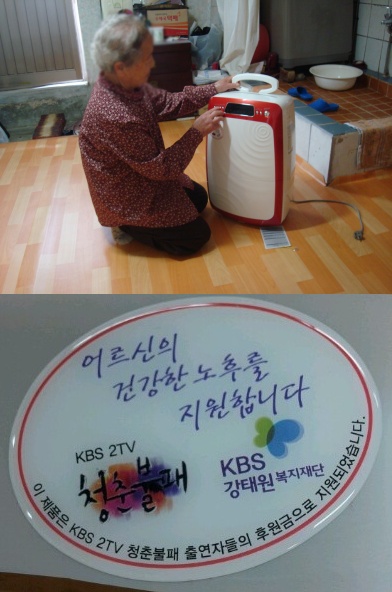 어르신의
건강한 노후를
지원합니다
KBS 2TV
청춘불패
KBS
강태원복지재단
이 제품은 KBS 2TV 청춘불패 출연자들의 후원금으로 지원되었습니다.